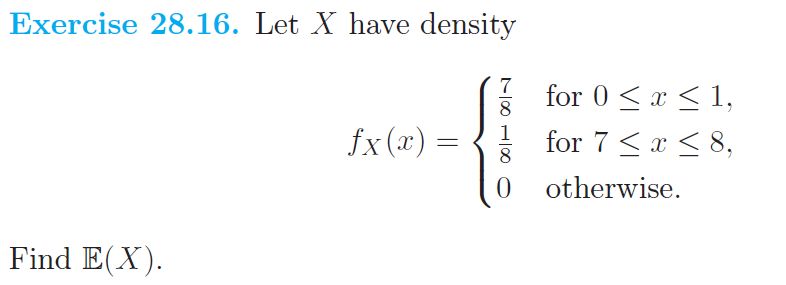 Exercise 28.16. Let X have density
f_X(x) = { 7/8 for 0 ≤ x ≤ 1,
1/8 for 7 ≤ x ≤ 8,
0 otherwise.
Find 𝔼(X).